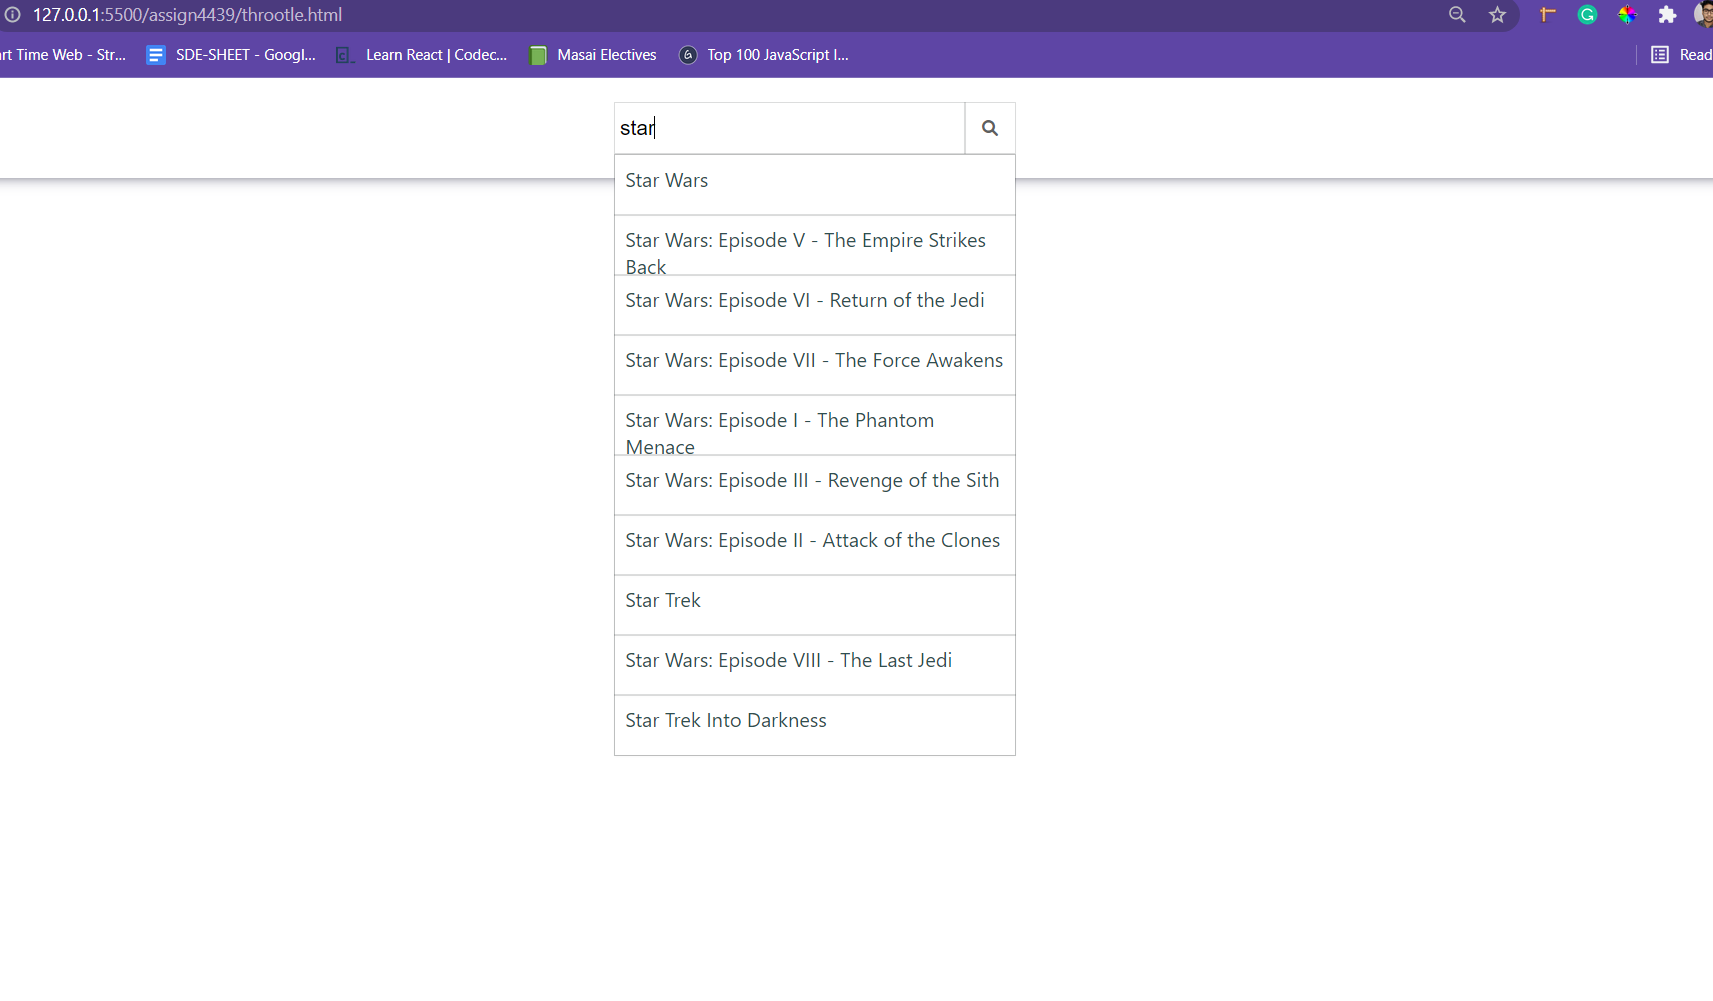 127.0.0.1:5500/assign4439/throotle.html
rt Time Web - Str... SDE-SHEET - Googl... Learn React | Codec... Masai Electives Top 100 JavaScript I... Read
star
Star Wars
Star Wars: Episode V - The Empire Strikes
Back
Star Wars: Episode VI - Return of the Jedi
Star Wars: Episode VII - The Force Awakens
Star Wars: Episode I - The Phantom
Menace
Star Wars: Episode III - Revenge of the Sith
Star Wars: Episode II - Attack of the Clones
Star Trek
Star Wars: Episode VIII - The Last Jedi
Star Trek Into Darkness